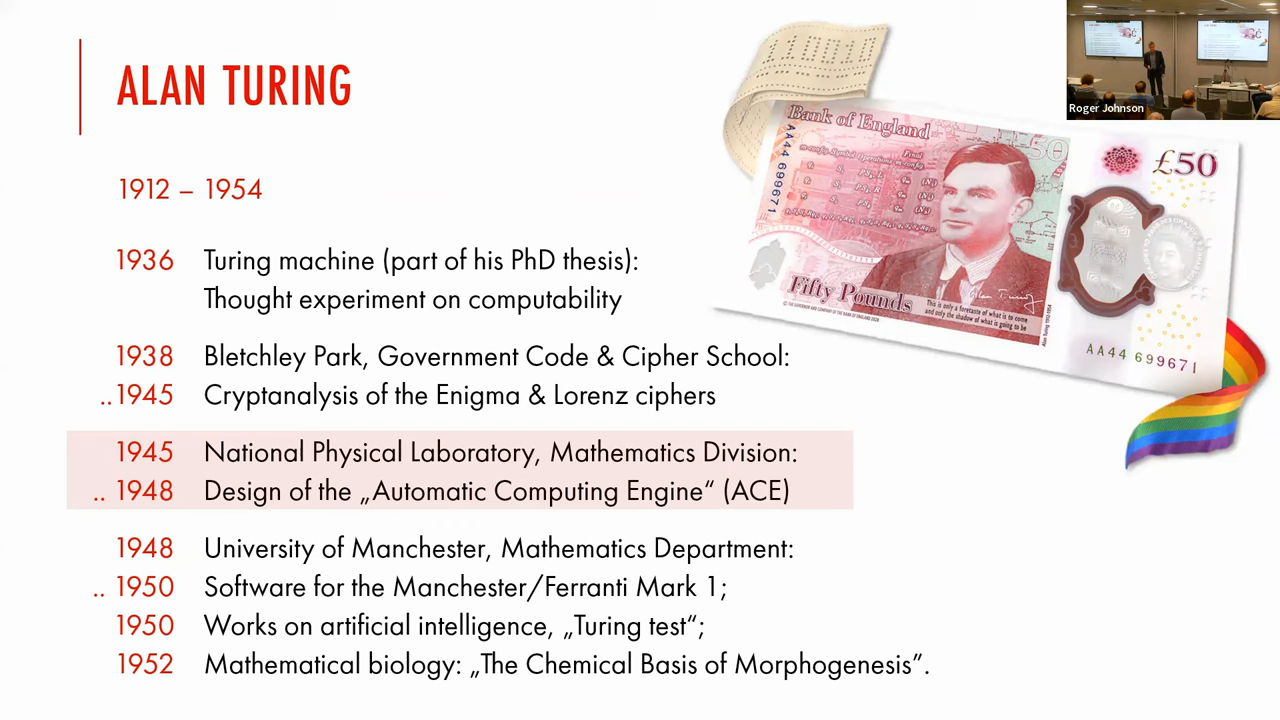 ALAN TURING
1912 – 1954
1936 Turing machine (part of his PhD thesis):
Thought experiment on computability
1938 Bletchley Park, Government Code & Cipher School:
..1945 Cryptanalysis of the Enigma & Lorenz ciphers
1945 National Physical Laboratory, Mathematics Division:
.. 1948 Design of the „Automatic Computing Engine“ (ACE)
1948 University of Manchester, Mathematics Department:
.. 1950 Software for the Manchester/Ferranti Mark 1;
1950 Works on artificial intelligence, „Turing test“;
1952 Mathematical biology: „The Chemical Basis of Morphogenesis”.
Bank of England
£50
50
AA44 699671
Fifty Pounds
This is only a foretaste of what is to come
and only the shadow of what is going to be
AA44 699671
Roger Johnson